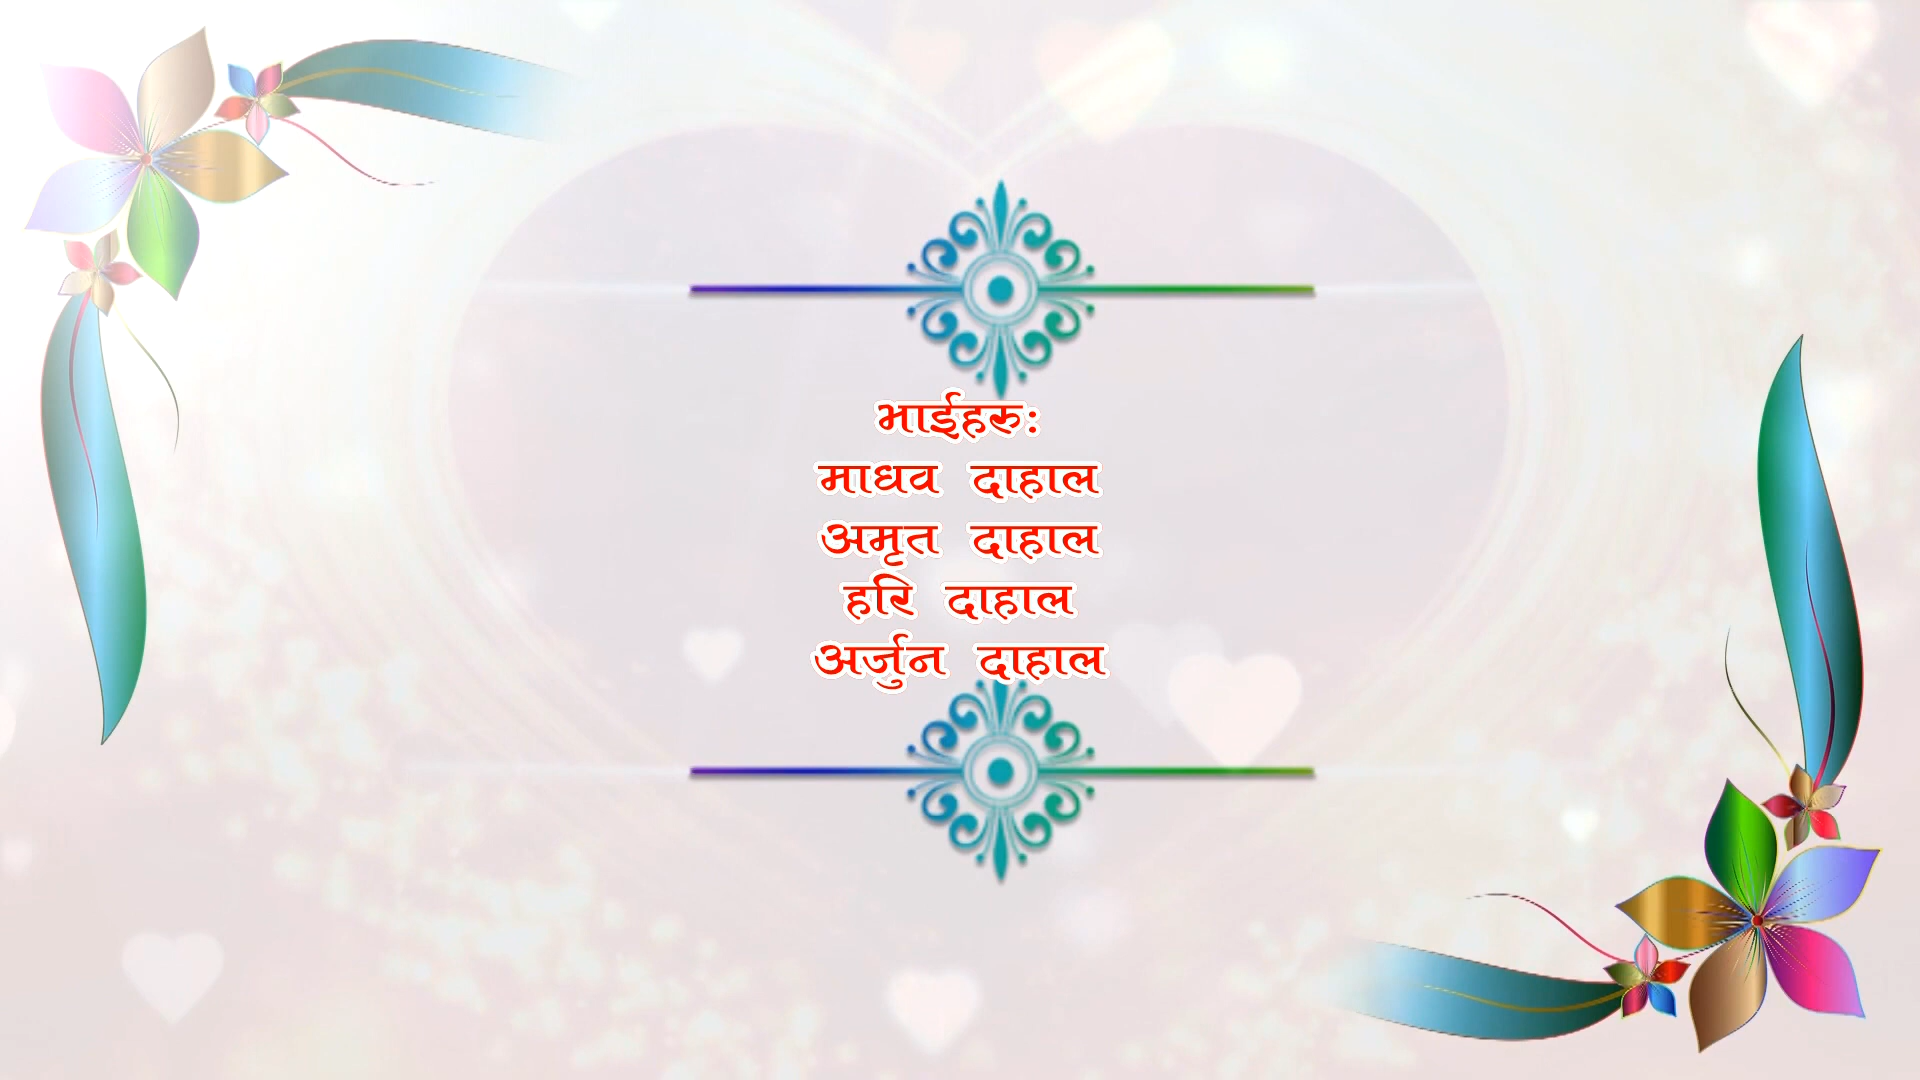 भाईहरुः
माधव दाहाल
अमृत दाहाल
हरि दाहाल
अर्जुन दाहाल